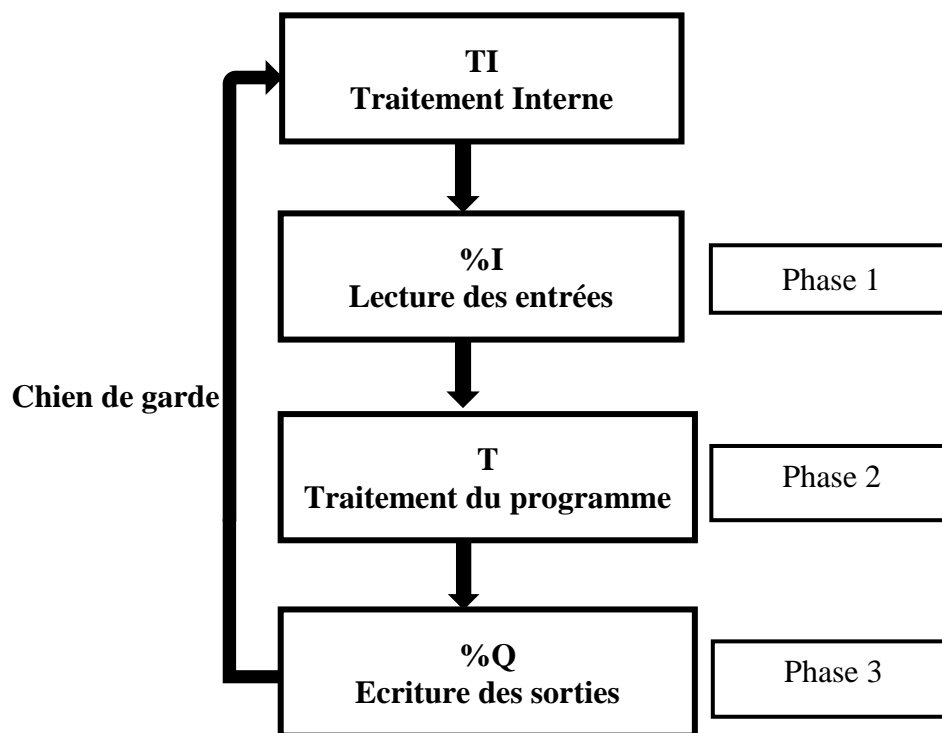 TI
Traitement Interne
%I
Lecture des entrées
Phase 1
Chien de garde
T
Traitement du programme
Phase 2
%Q
Ecriture des sorties
Phase 3